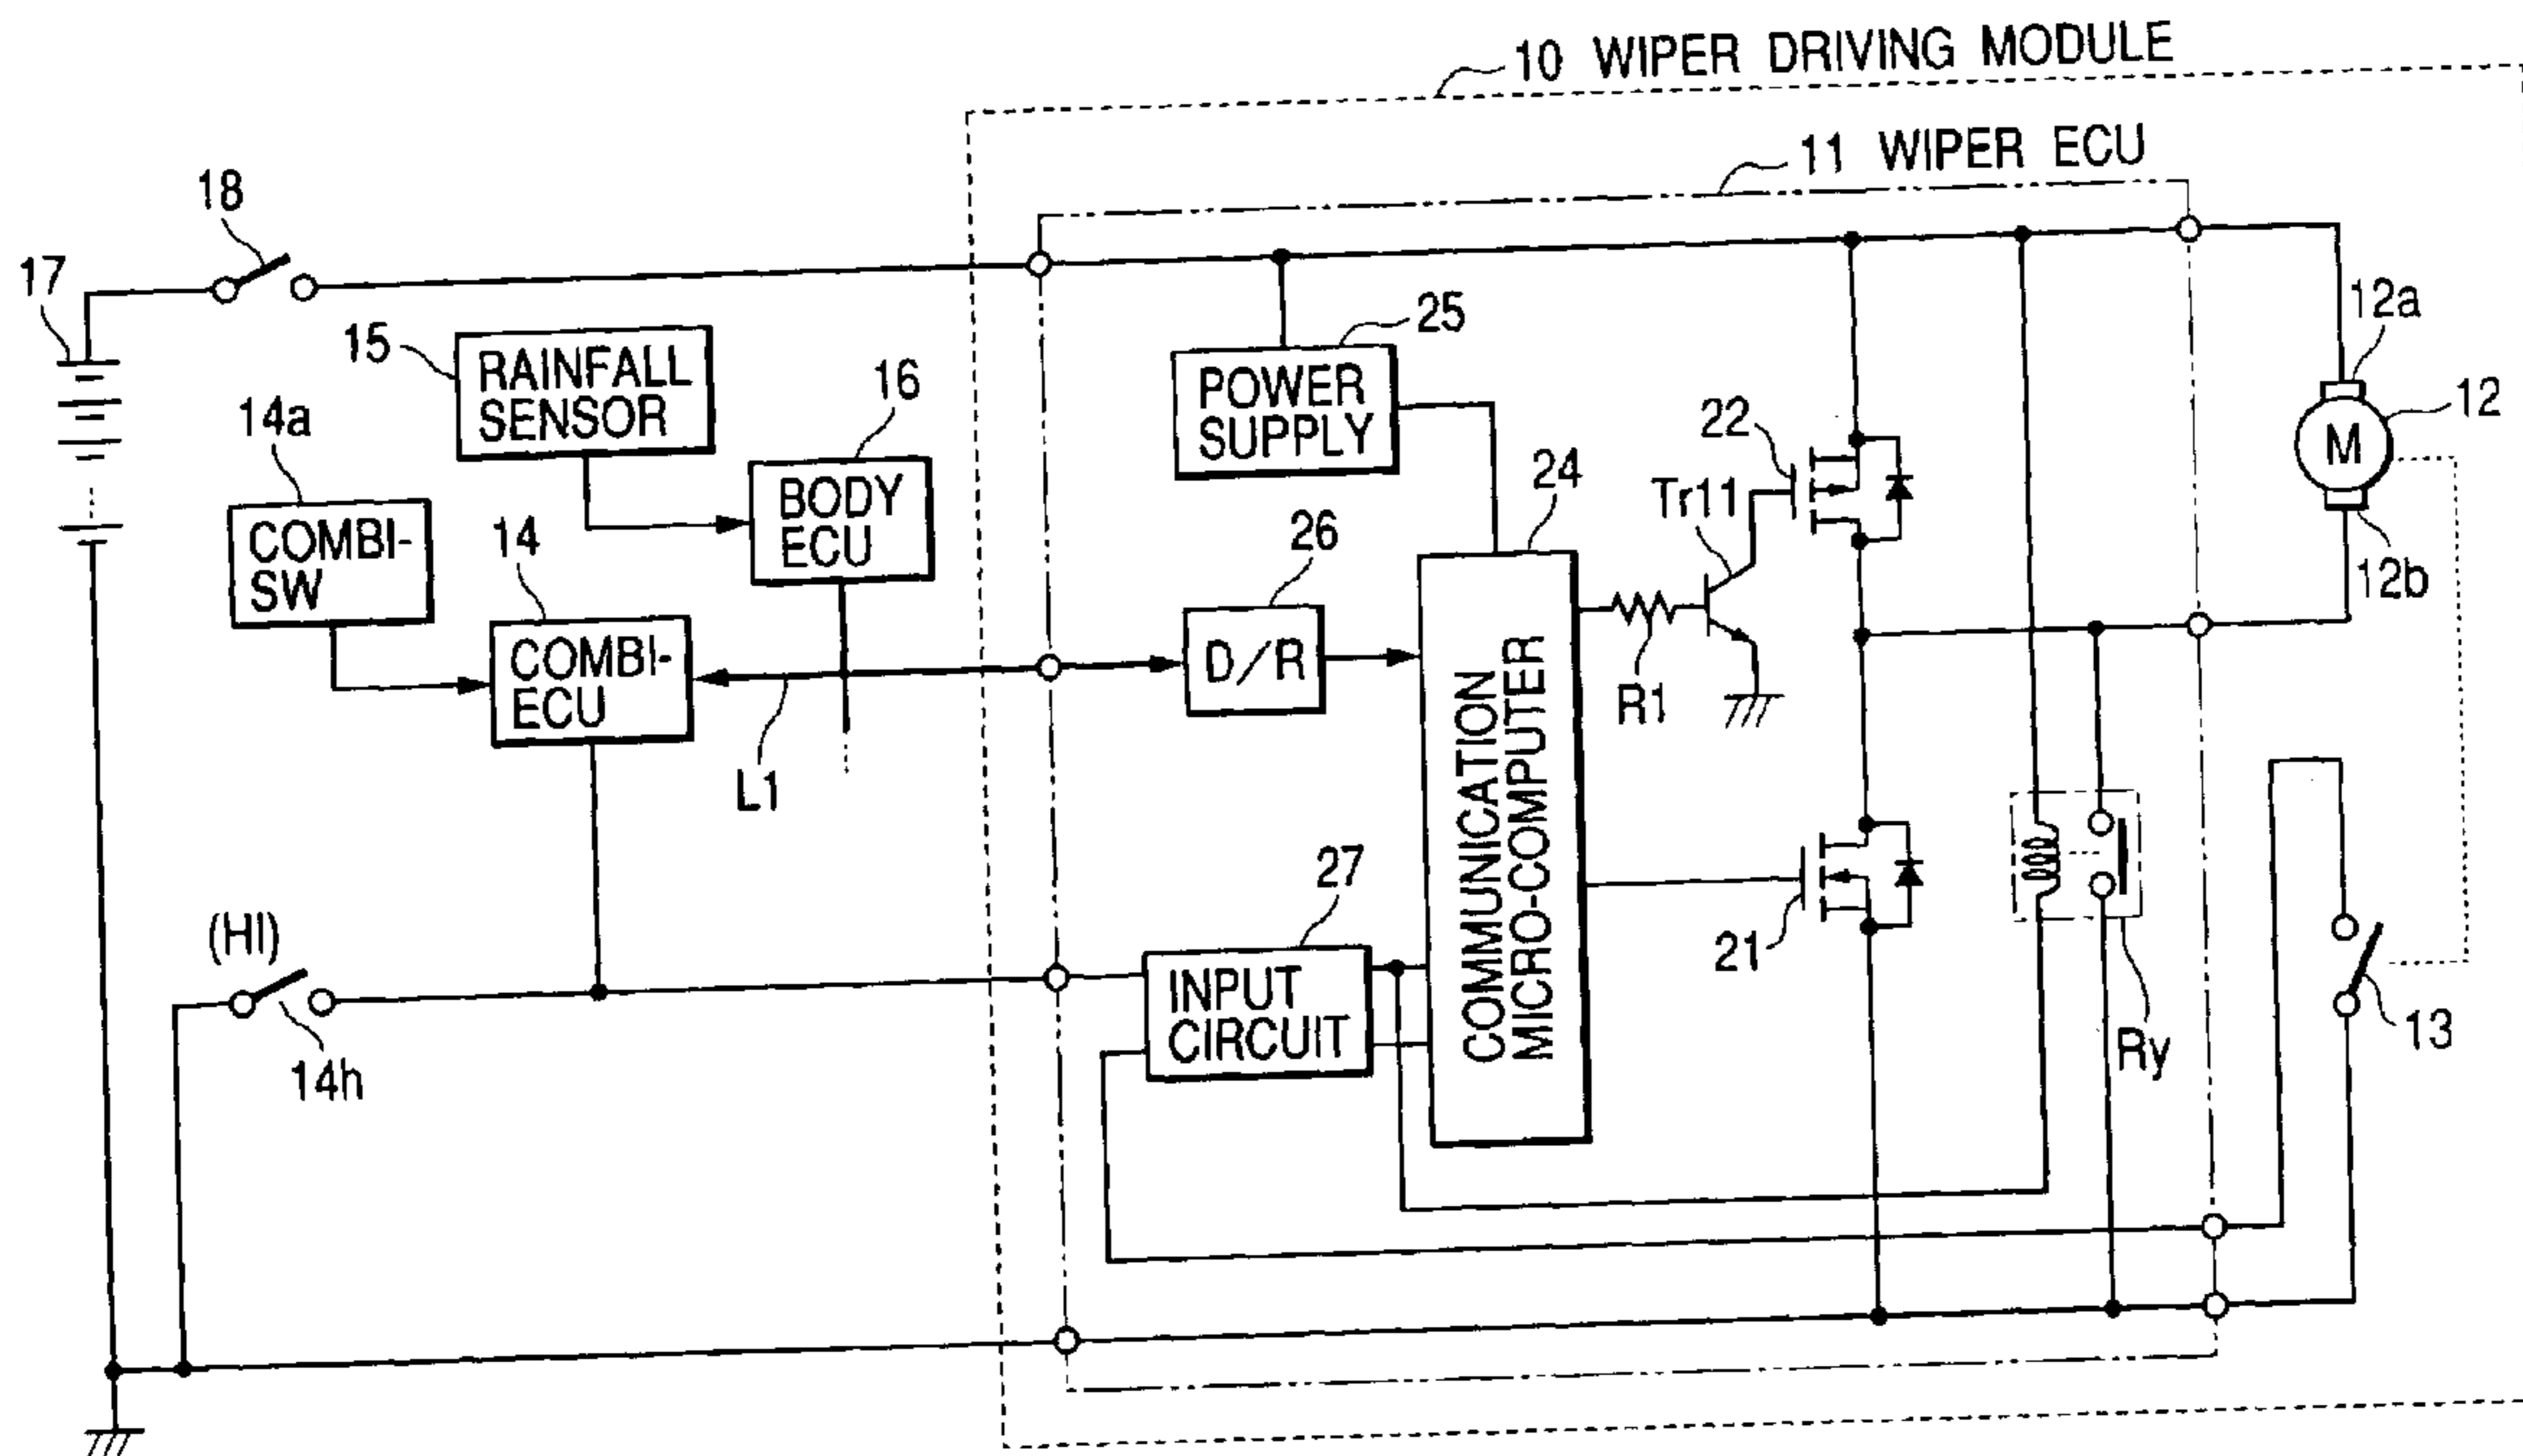 10 WIPER DRIVING MODULE
11 WIPER ECU
18
17
15
RAINFALL
SENSOR
16
BODY
ECU
14a
COMBI-
SW
14
COMBI-
ECU
L1
(HI)
14h
25
POWER
SUPPLY
26
D/R
24
COMMUNICATION
MICRO-COMPUTER
27
INPUT
CIRCUIT
Tr11
R1
22
21
12a
12
M
12b
Ry
13